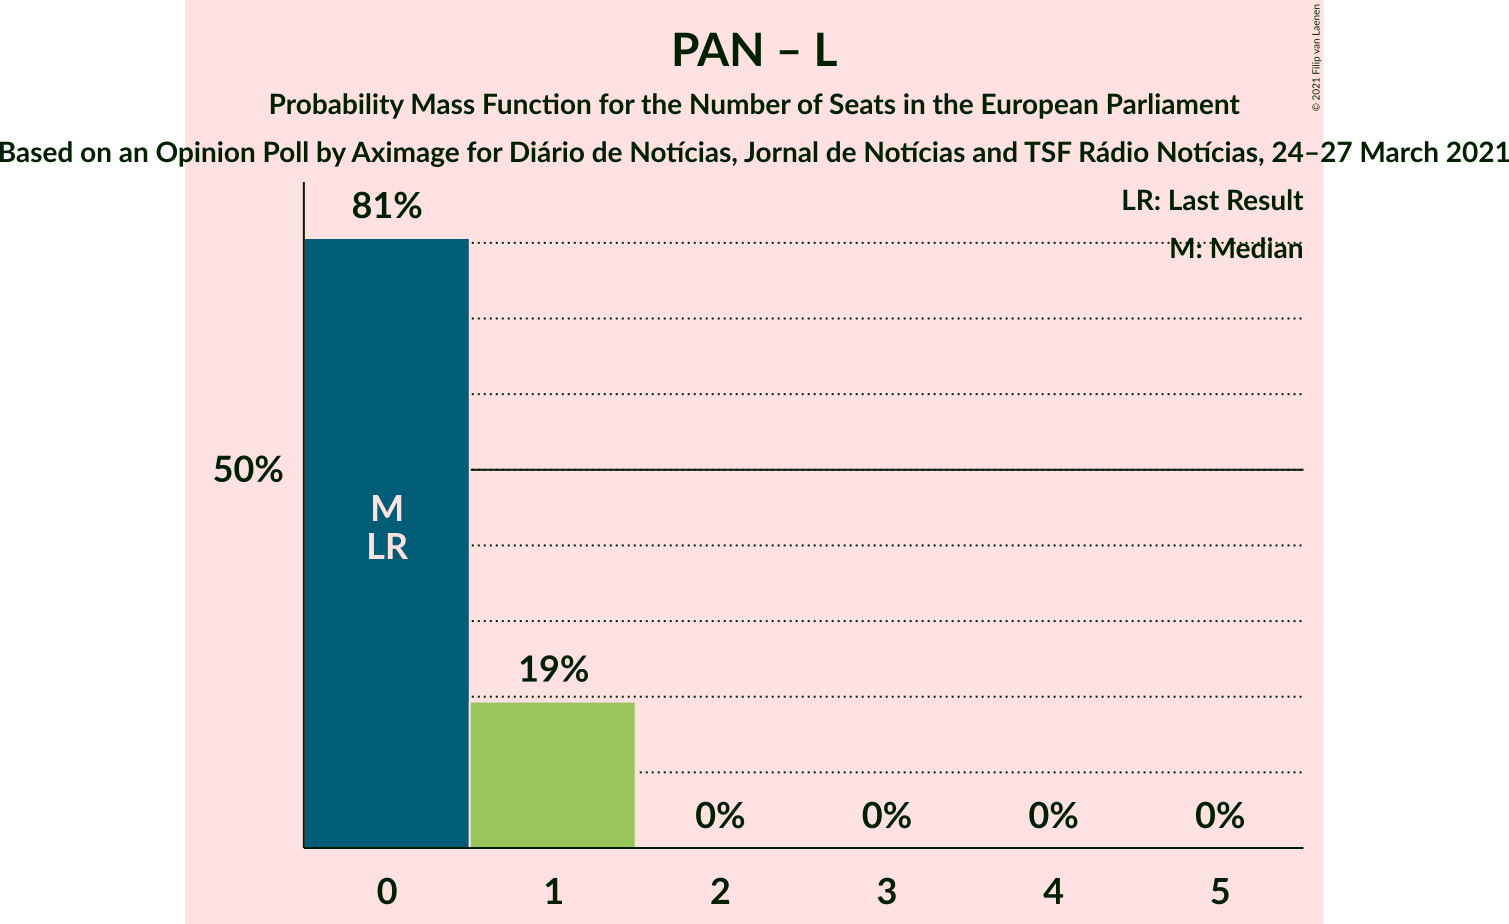 PAN – L
Probability Mass Function for the Number of Seats in the European Parliament
Based on an Opinion Poll by Aximage for Diário de Notícias, Jornal de Notícias and TSF Rádio Notícias, 24–27 March 2021
© 2021 Filip van Laenen
LR: Last Result
M: Median
81%
50%
M
LR
19%
0% 0% 0% 0%
0 1 2 3 4 5